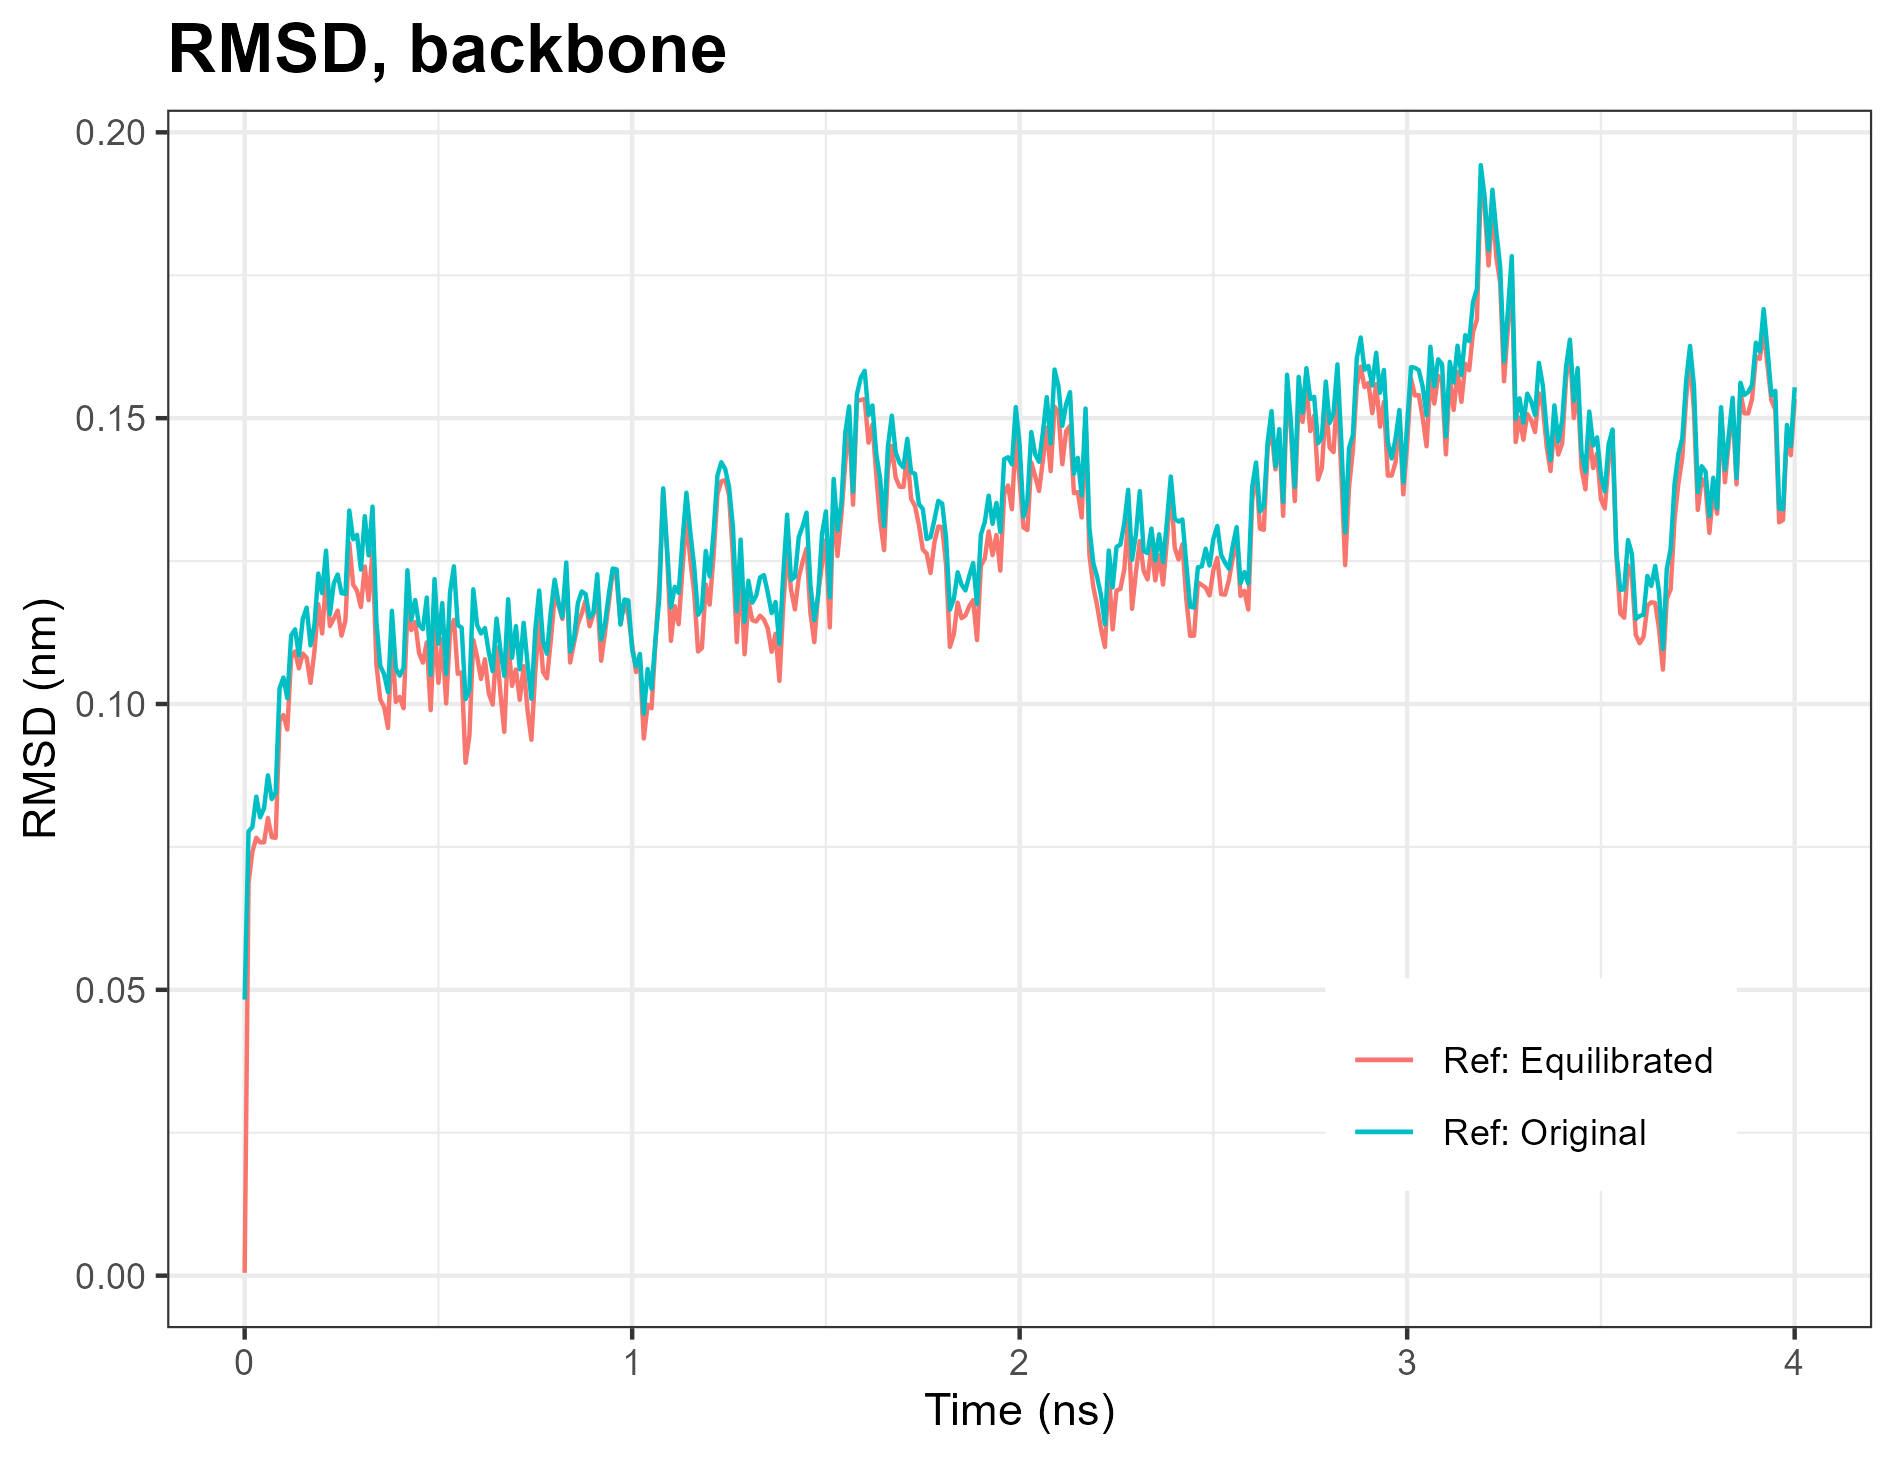 RMSD, backbone
0.20
0.15
0.10
0.05
0.00
RMSD (nm)
Ref: Equilibrated
Ref: Original
0 1 2 3 4
Time (ns)